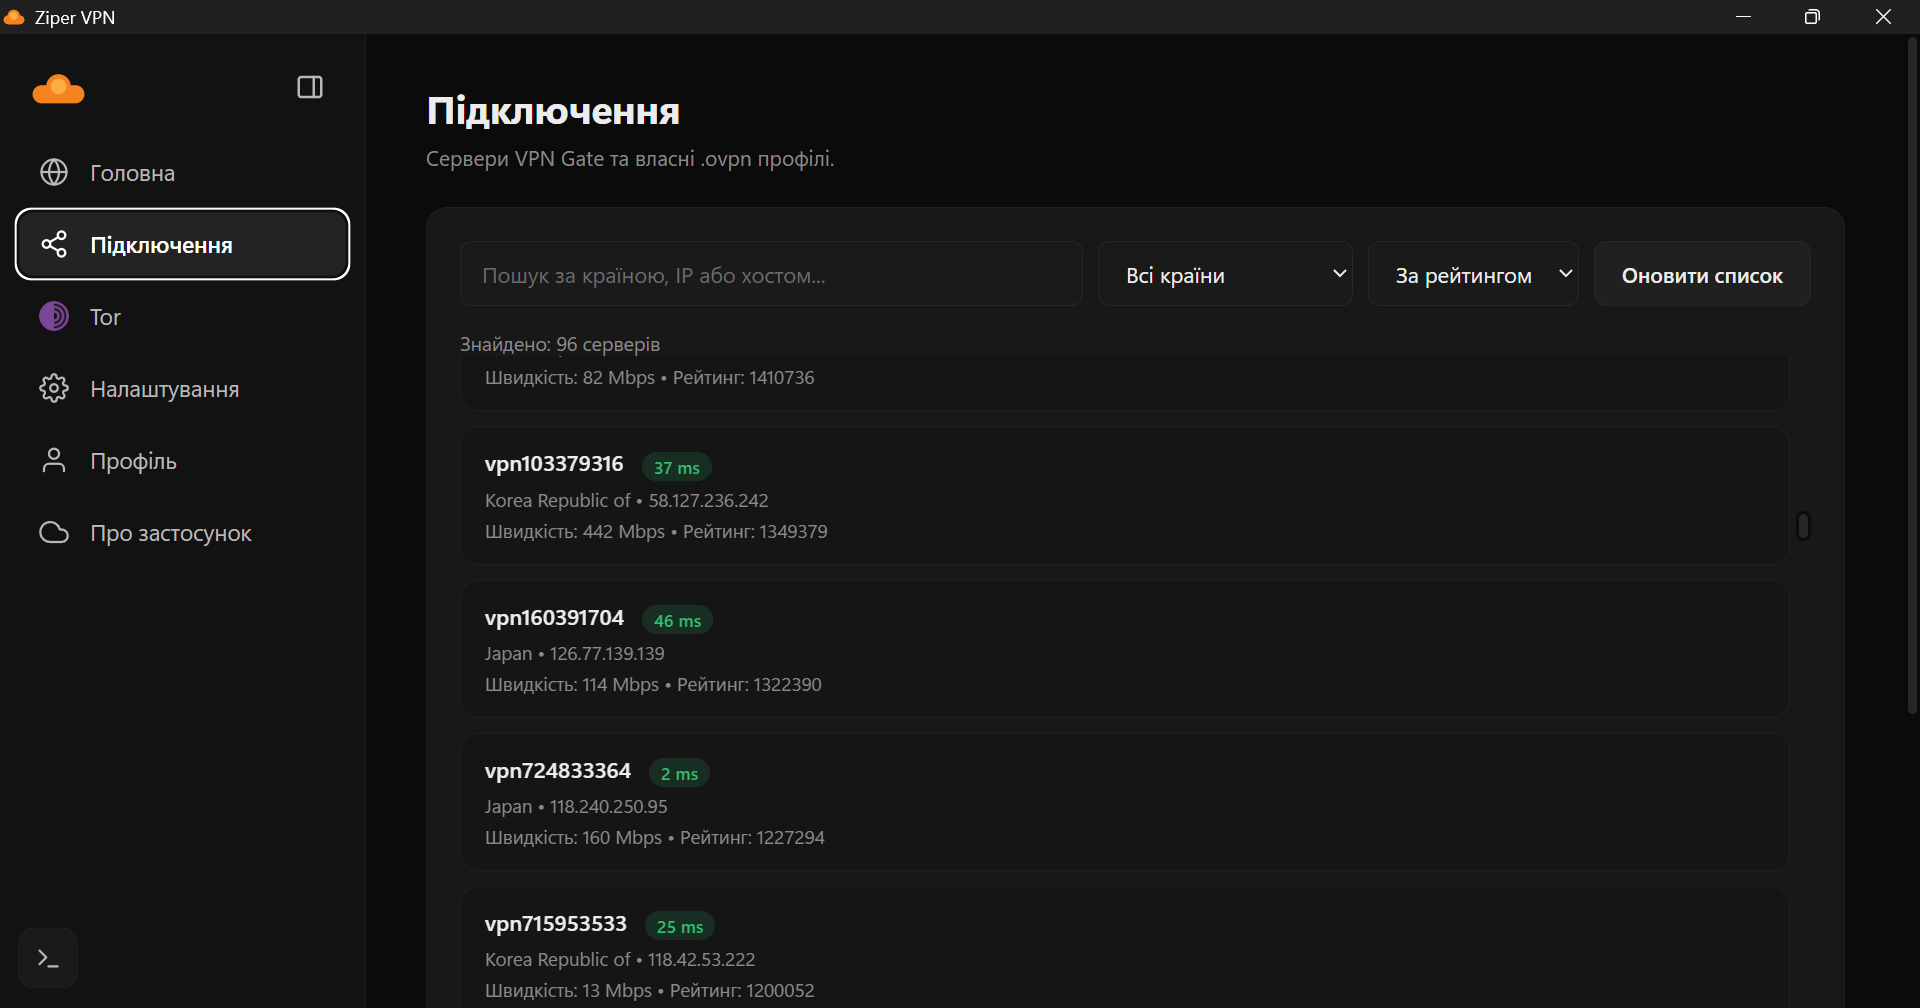 Ziper VPN
Головна
Підключення
Tor
Налаштування
Профіль
Про застосунок
Підключення
Сервери VPN Gate та власні .ovpn профілі.
Пошук за країною, IP або хостом...
Всі країни
За рейтингом
Оновити список
Знайдено: 96 серверів
Швидкість: 82 Mbps • Рейтинг: 1410736
vpn103379316 37 ms
Korea Republic of • 58.127.236.242
Швидкість: 442 Mbps • Рейтинг: 1349379
vpn160391704 46 ms
Japan • 126.77.139.139
Швидкість: 114 Mbps • Рейтинг: 1322390
vpn724833364 2 ms
Japan • 118.240.250.95
Швидкість: 160 Mbps • Рейтинг: 1227294
vpn715953533 25 ms
Korea Republic of • 118.42.53.222
Швидкість: 13 Mbps • Рейтинг: 1200052